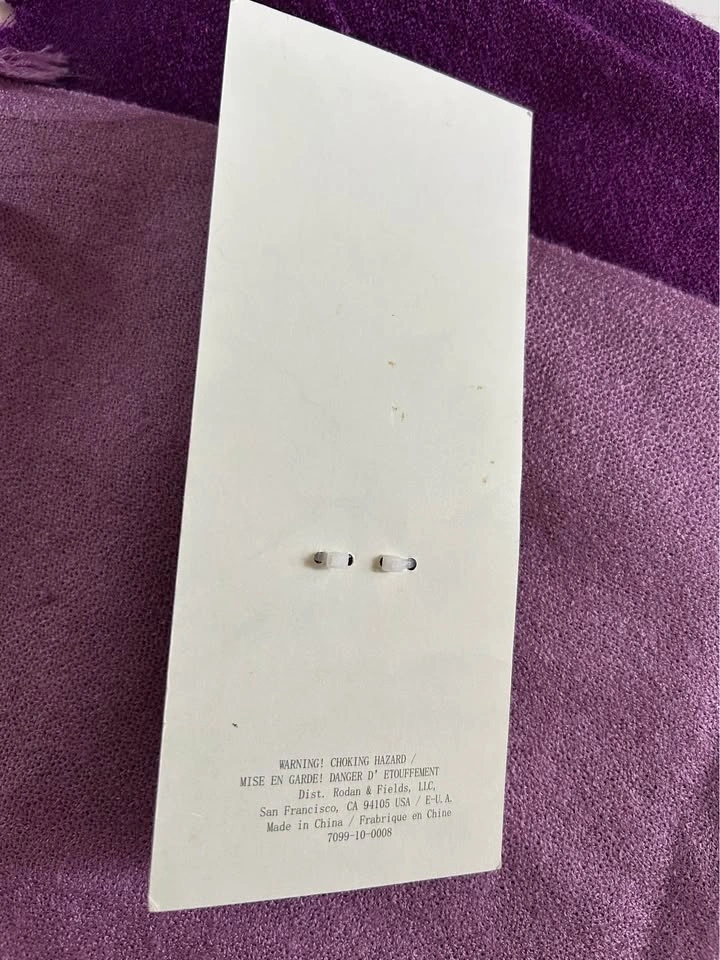 WARNING! CHOKING HAZARD /
MISE EN GARDE! DANGER D' ETOUFFEMENT
Dist. Rodan & Fields, LLC,
San Francisco, CA 94105 USA / E-U.A.
Made in China / Frabrique en Chine
7099-10-0008